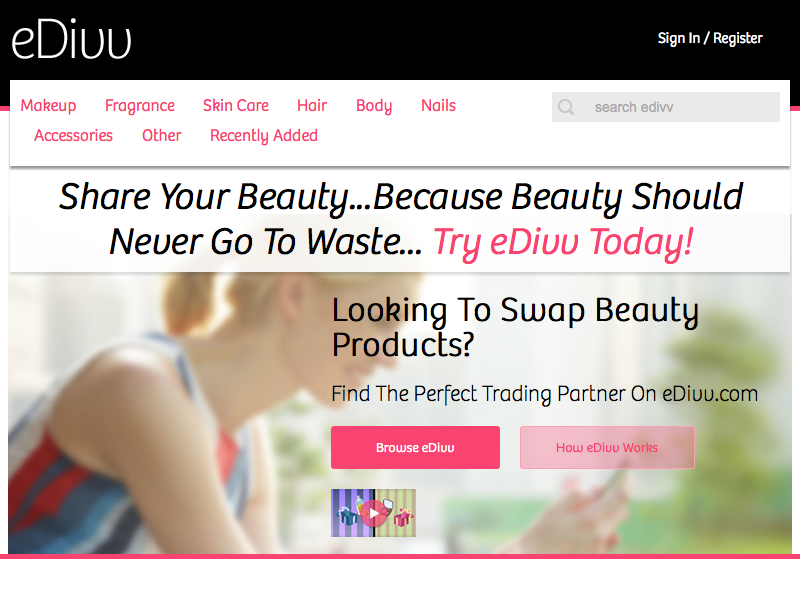 eDivv
Sign In / Register
Makeup Fragrance Skin Care Hair Body Nails
search edivv
Accessories Other Recently Added
Share Your Beauty...Because Beauty Should
Never Go To Waste... Try eDivv Today!
Looking To Swap Beauty
Products?
Find The Perfect Trading Partner On eDivv.com
Browse eDivv
How eDivv Works